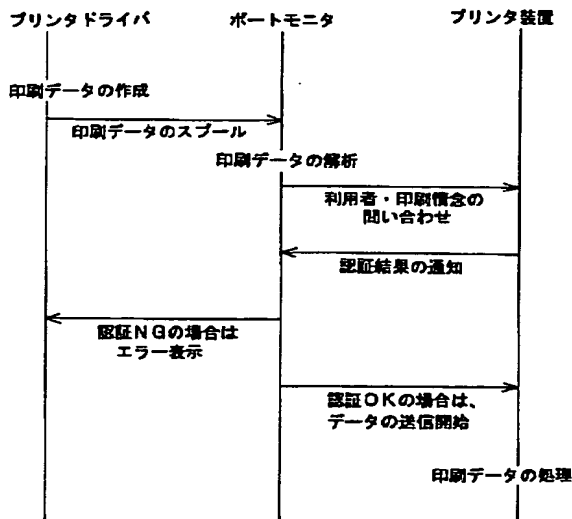 プリンタドライバ
ポートモニタ
プリンタ装置
印刷データの作成
印刷データのスプール
印刷データの解析
利用者・印刷情念の
問い合わせ
認証結果の通知
認証NGの場合は
エラー表示
認証OKの場合は、
データの送信開始
印刷データの処理